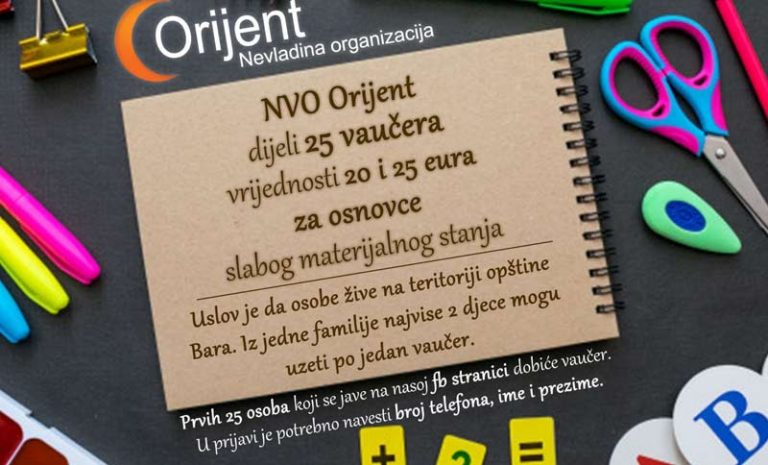 Orijent
Nevladina organizacija
NVO Orijent
dijeli 25 vaučera
vrijednosti 20 i 25 eura
za osnovce
slabog materijalnog stanja
Uslov je da osobe žive na teritoriji opštine
Bara. Iz jedne familije najvise 2 djece mogu
uzeti po jedan vaučer.
Prvih 25 osoba koji se jave na nasoj fb stranici dobiće vaučer.
U prijavi je potrebno navesti broj telefona, ime i prezime.
+ 2 =
A B